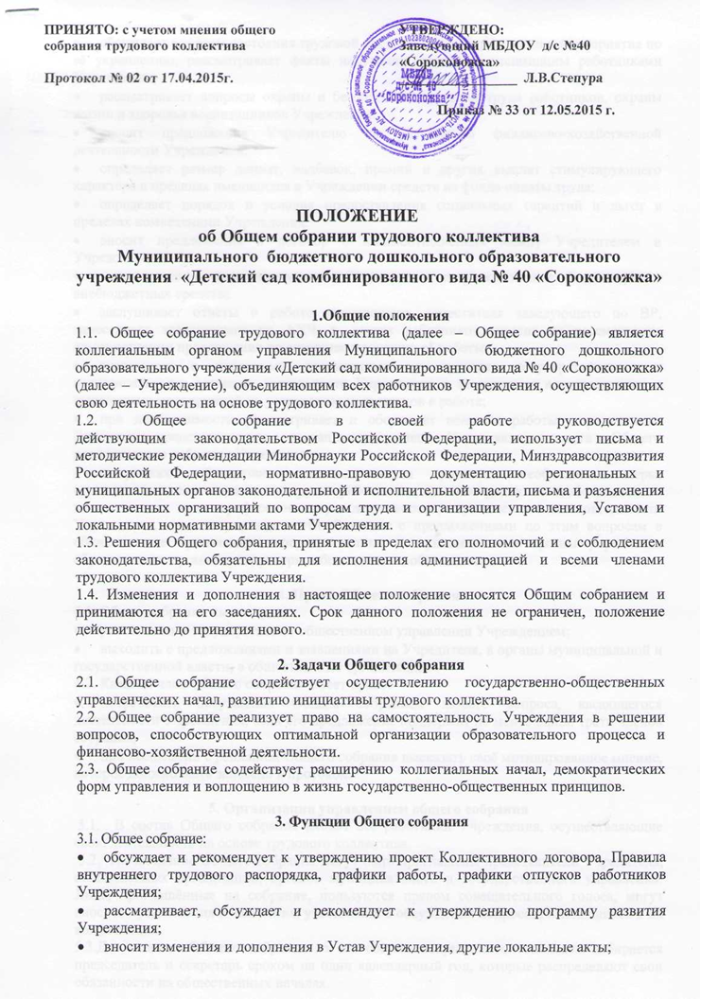 ПРИНЯТО: с учетом мнения общего
собрания трудового коллектива
Протокол № 02 от 17.04.2015г.
УТВЕРЖДЕНО:
Заведующий МБДОУ д/с №40
«Сороконожка»
Л.В.Степура
Приказ № 33 от 12.05.2015 г.
МБДОУ
д/с № 40
"Сороконожка"
ПОЛОЖЕНИЕ
об Общем собрании трудового коллектива
Муниципального бюджетного дошкольного образовательного
учреждения «Детский сад комбинированного вида № 40 «Сороконожка»
1.Общие положения
1.1. Общее собрание трудового коллектива (далее – Общее собрание) является
коллегиальным органом управления Муниципального бюджетного дошкольного
образовательного учреждения «Детский сад комбинированного вида № 40 «Сороконожка»
(далее – Учреждение), объединяющим всех работников Учреждения, осуществляющих
свою деятельность на основе трудового коллектива.
1.2. Общее собрание в своей работе руководствуется
действующим законодательством Российской Федерации, использует письма и
методические рекомендации Минобрнауки Российской Федерации, Минздравсоцразвития
Российской Федерации, нормативно-правовую документацию региональных и
муниципальных органов законодательной и исполнительной власти, письма и разъяснения
общественных организаций по вопросам труда и организации управления, Уставом и
локальными нормативными актами Учреждения.
1.3. Решения Общего собрания, принятые в пределах его полномочий и с соблюдением
законодательства, обязательны для исполнения администрацией и всеми членами
трудового коллектива Учреждения.
1.4. Изменения и дополнения в настоящее положение вносятся Общим собранием и
принимаются на его заседаниях. Срок данного положения не ограничен, положение
действительно до принятия нового.
2. Задачи Общего собрания
2.1. Общее собрание содействует осуществлению государственно-общественных
управленческих начал, развитию инициативы трудового коллектива.
2.2. Общее собрание реализует право на самостоятельность Учреждения в решении
вопросов, способствующих оптимальной организации образовательного процесса и
финансово-хозяйственной деятельности.
2.3. Общее собрание содействует расширению коллегиальных начал, демократических
форм управления и воплощению в жизнь государственно-общественных принципов.
3. Функции Общего собрания
3.1. Общее собрание:
• обсуждает и рекомендует к утверждению проект Коллективного договора, Правила
внутреннего трудового распорядка, графики работы, графики отпусков работников
Учреждения;
• рассматривает, обсуждает и рекомендует к утверждению программу развития
Учреждения;
• вносит изменения и дополнения в Устав Учреждения, другие локальные акты;